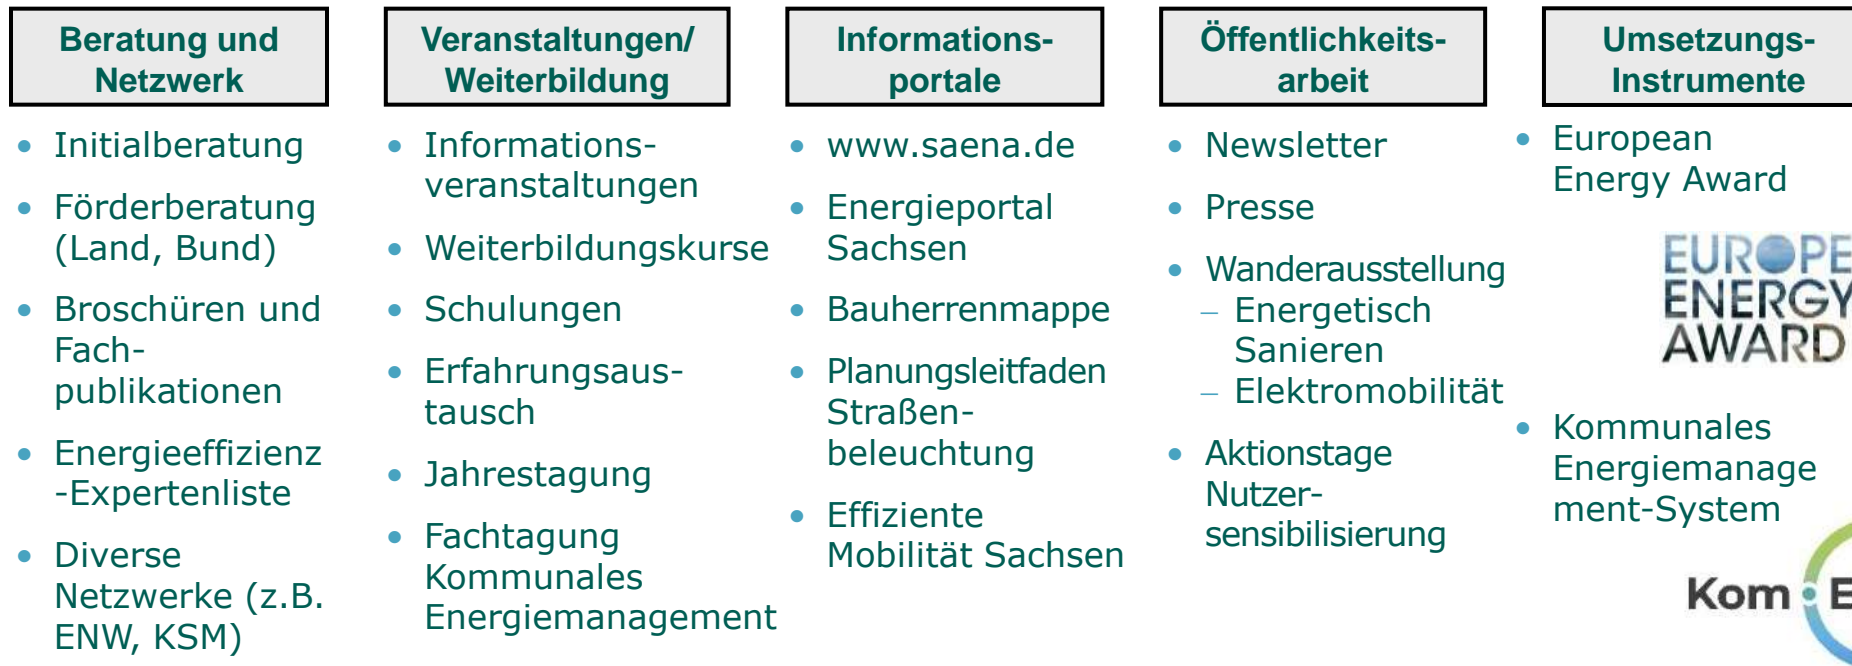 Beratung und
Netzwerk
• Initialberatung
• Förderberatung
(Land, Bund)
• Broschüren und
Fach-
publikationen
• Energieeffizienz
-Expertenliste
• Diverse
Netzwerke (z.B.
ENW, KSM)
Veranstaltungen/
Weiterbildung
• Informations-
veranstaltungen
• Weiterbildungskurse
• Schulungen
• Erfahrungsaus-
tausch
• Jahrestagung
• Fachtagung
Kommunales
Energiemanagement
Informations-
portale
• www.saena.de
• Energieportal
Sachsen
• Bauherrenmappe
• Planungsleitfaden
Straßen-
beleuchtung
• Effiziente
Mobilität Sachsen
Öffentlichkeits-
arbeit
• Newsletter
• Presse
• Wanderausstellung
– Energetisch
Sanieren
– Elektromobilität
• Aktionstage
Nutzer-
sensibilisierung
Umsetzungs-
Instrumente
• European
Energy Award
EUROPE
ENERGY
AWARD
• Kommunales
Energiemanage
ment-System
Kom E